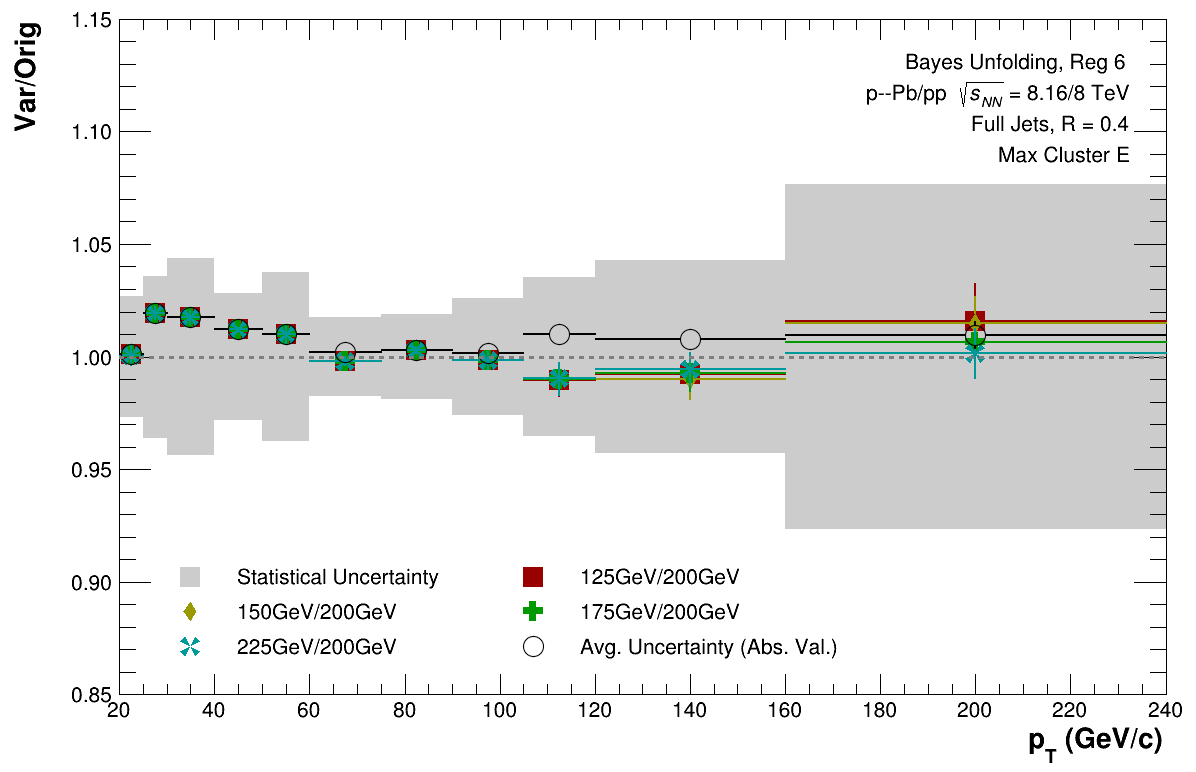 Var/Orig
1.15
1.10
1.05
1.00
0.95
0.90
0.85
Bayes Unfolding, Reg 6
p--Pb/pp √sNN = 8.16/8 TeV
Full Jets, R = 0.4
Max Cluster E
Statistical Uncertainty
125GeV/200GeV
150GeV/200GeV
175GeV/200GeV
225GeV/200GeV
Avg. Uncertainty (Abs. Val.)
20 40 60 80 100 120 140 160 180 200 220 240
pT (GeV/c)